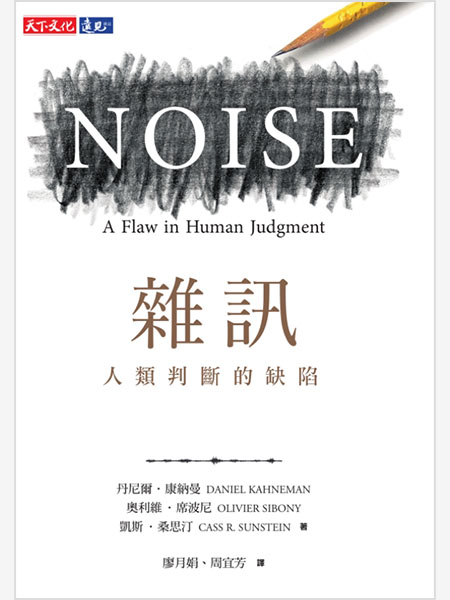 天下文化 遠見
NOISE
A Flaw in Human Judgment
雜訊
人類判斷的缺陷
丹尼爾・康納曼 DANIEL KAHNEMAN
奧利維・席波尼 OLIVIER SIBONY
凱斯・桑思汀 CASS R. SUNSTEIN 著
廖月娟、周宜芳 譯